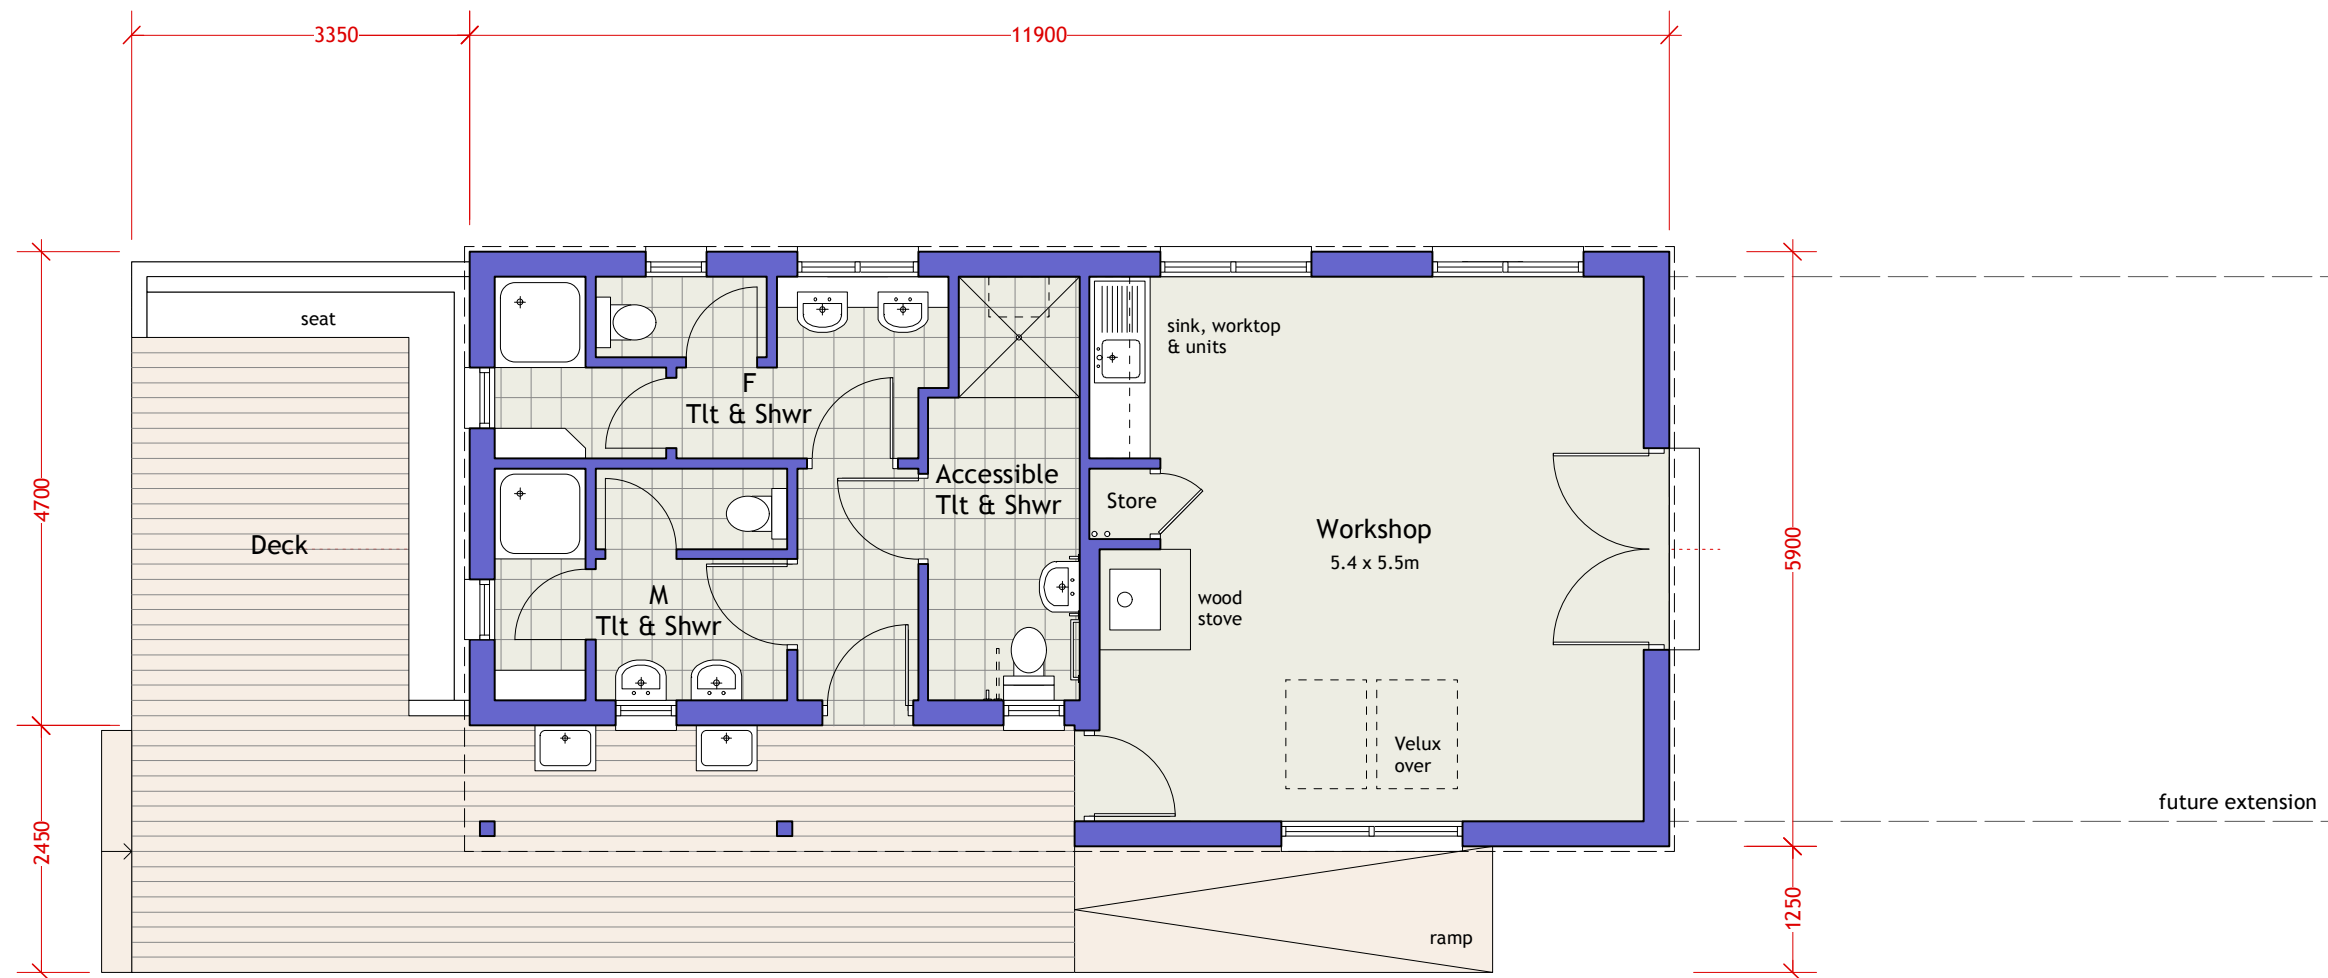 3350
11900
seat
sink, worktop
& units
F
Tlt & Shwr
Accessible
Tlt & Shwr
Store
Workshop
5.4 x 5.5m
4700
Deck
5900
M
Tlt & Shwr
wood
stove
Velux
over
future extension
2450
1250
ramp